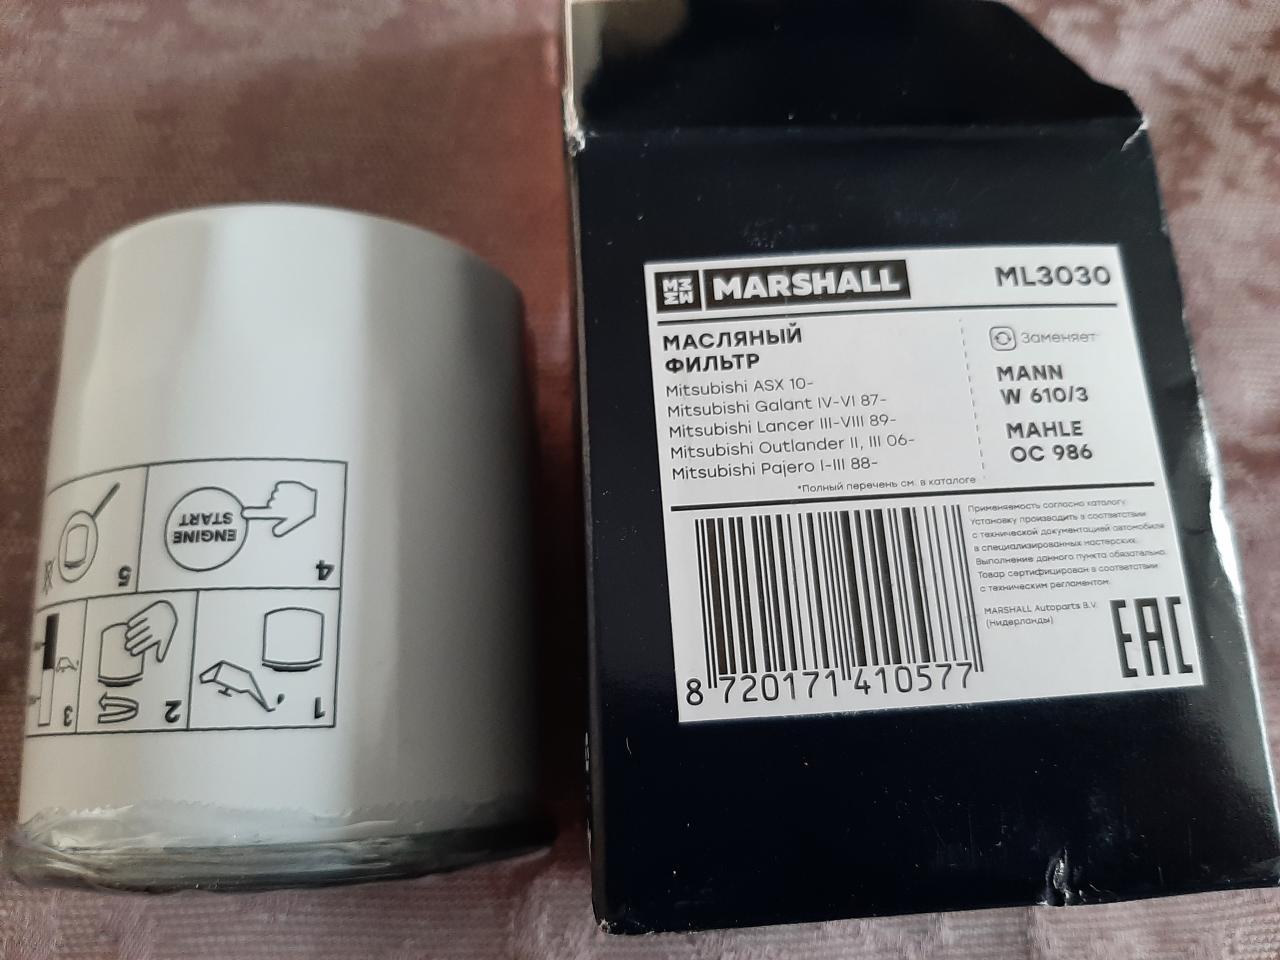 ENGINE
START
4
5
1
2
3
MARSHALL
ML3030
МАСЛЯНЫЙ
ФИЛЬТР
Mitsubishi ASX 10-
Mitsubishi Galant IV-VI 87-
Mitsubishi Lancer III-VIII 89-
Mitsubishi Outlander II, III 06-
Mitsubishi Pajero I-III 88-
*Полный перечень см. в каталоге
Заменяет
MANN
W 610/3
MAHLE
OC 986
Применяемость согласно каталогу.
Установку производить в соответствии
с технической документацией автомобиля
в специализированных мастерских.
Выполнение данного пункта обязательно.
Товар сертифицирован в соответствии
с техническим регламентом.
MARSHALL Autoparts B.V.
(Нидерланды)
EAC
8 720171 410577